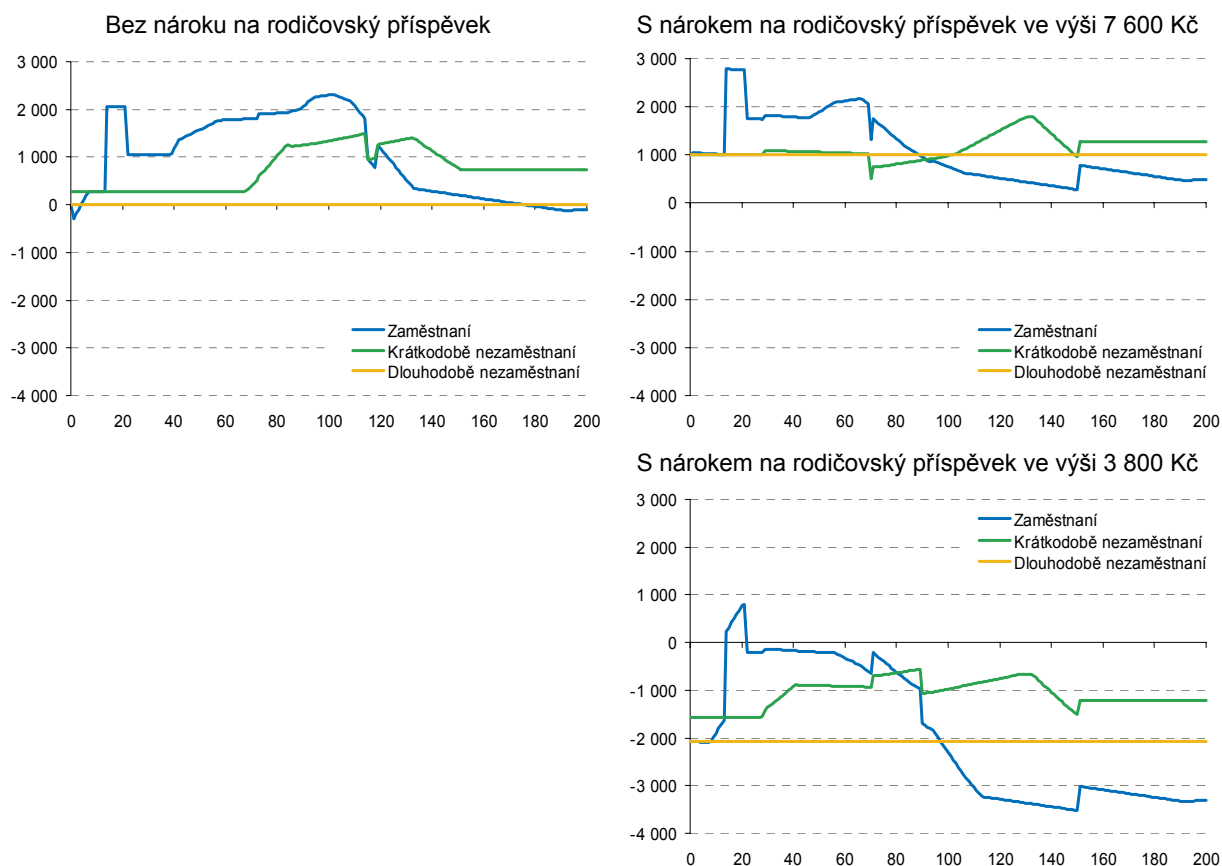 Bez nároku na rodičovský příspěvek
3 000
2 000
1 000
0
-1 000
-2 000
-3 000
-4 000
Zaměstnaní
Krátkodobě nezaměstnaní
Dlouhodobě nezaměstnaní
0 20 40 60 80 100 120 140 160 180 200
S nárokem na rodičovský příspěvek ve výši 7 600 Kč
3 000
2 000
1 000
0
-1 000
-2 000
-3 000
-4 000
Zaměstnaní
Krátkodobě nezaměstnaní
Dlouhodobě nezaměstnaní
0 20 40 60 80 100 120 140 160 180 200
S nárokem na rodičovský příspěvek ve výši 3 800 Kč
3 000
2 000
1 000
0
-1 000
-2 000
-3 000
-4 000
Zaměstnaní
Krátkodobě nezaměstnaní
Dlouhodobě nezaměstnaní
0 20 40 60 80 100 120 140 160 180 200